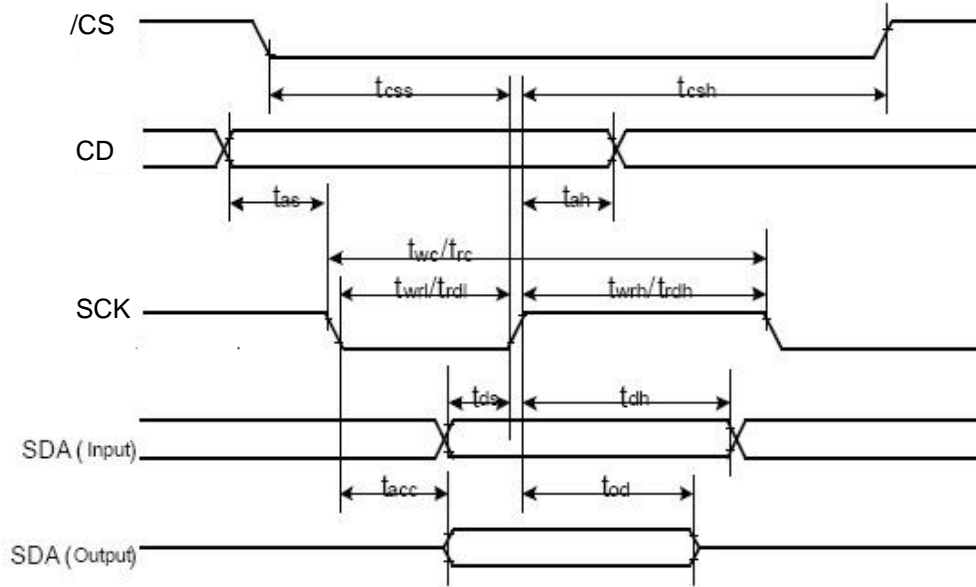 /CS
tcss
tcsh
CD
tas
tah
twc/trc
twrl/trdl
twrh/trdh
SCK
tds
tdh
SDA ( Input)
tacc
tod
SDA (Output)